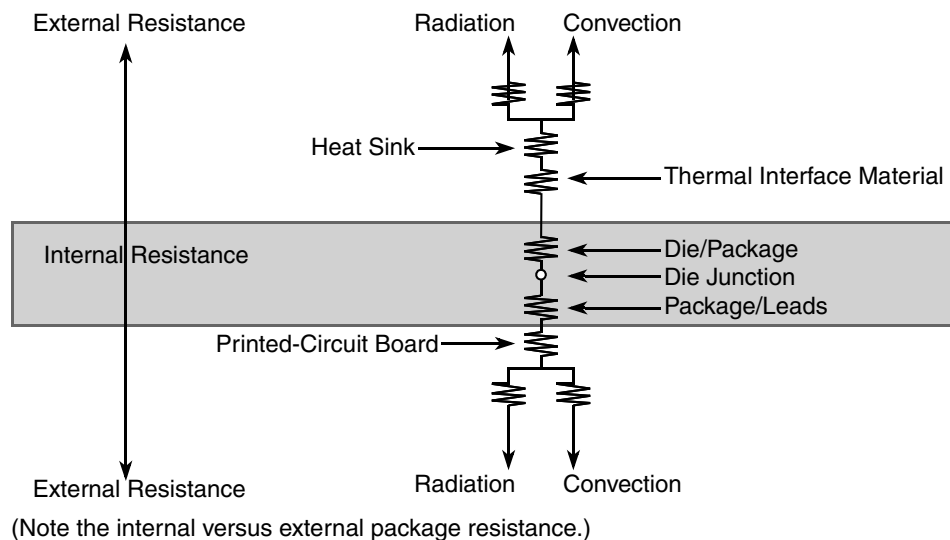 External Resistance
Radiation
Convection
Heat Sink
Thermal Interface Material
Internal Resistance
Die/Package
Die Junction
Package/Leads
Printed-Circuit Board
External Resistance
Radiation
Convection
(Note the internal versus external package resistance.)